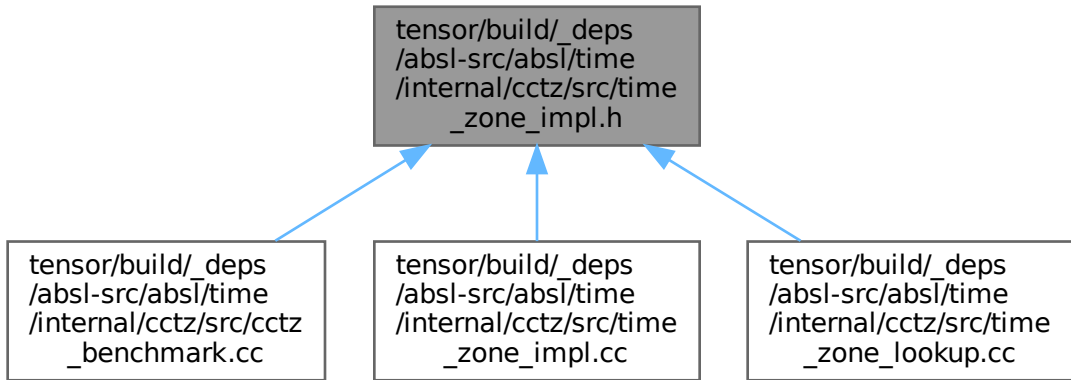 tensor/build/_deps
/absl-src/absl/time
/internal/cctz/src/time
_zone_impl.h
tensor/build/_deps
/absl-src/absl/time
/internal/cctz/src/cctz
_benchmark.cc
tensor/build/_deps
/absl-src/absl/time
/internal/cctz/src/time
_zone_impl.cc
tensor/build/_deps
/absl-src/absl/time
/internal/cctz/src/time
_zone_lookup.cc